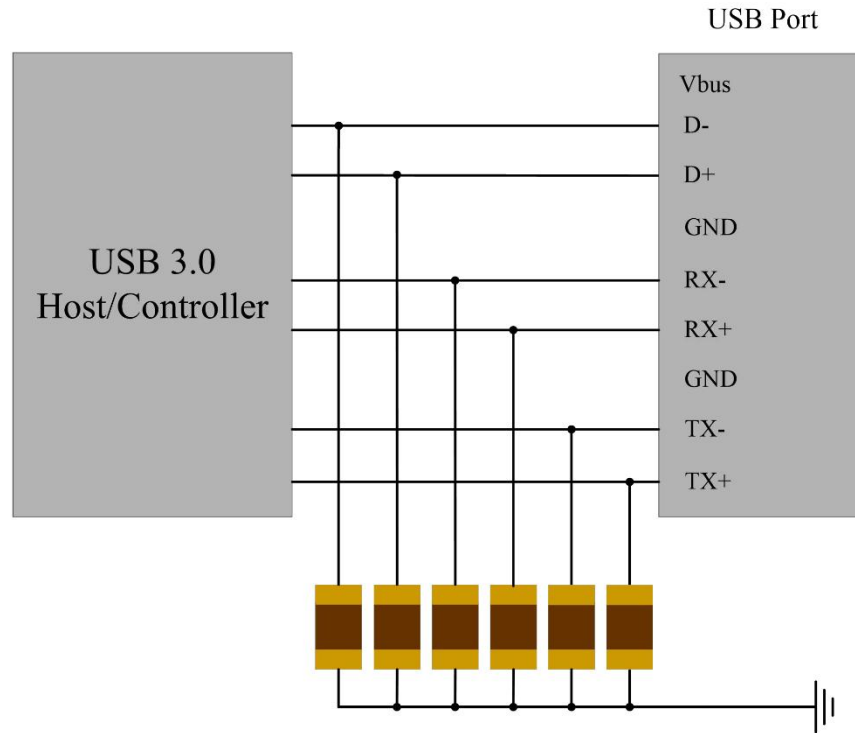 USB Port
USB 3.0
Host/Controller
Vbus
D-
D+
GND
RX-
RX+
GND
TX-
TX+